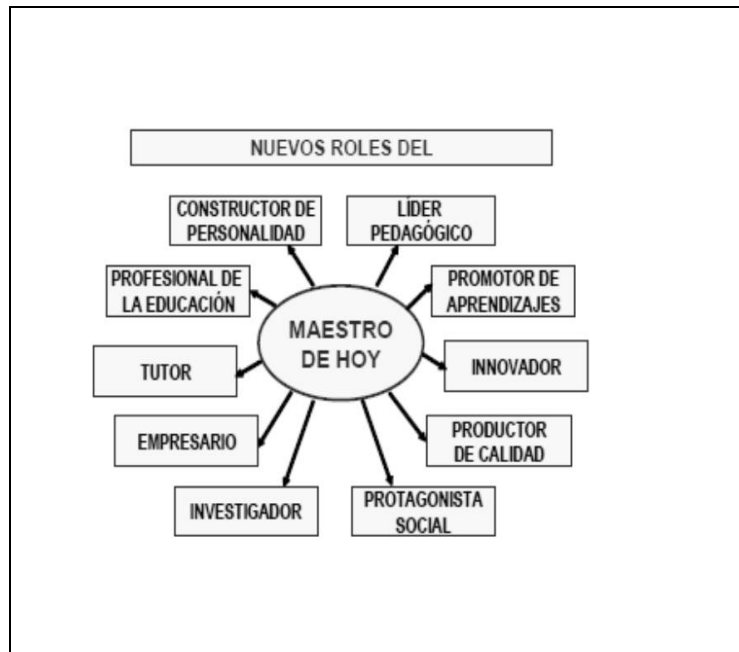 NUEVOS ROLES DEL
CONSTRUCTOR DE
PERSONALIDAD
LÍDER
PEDAGÓGICO
PROFESIONAL DE
LA EDUCACIÓN
PROMOTOR DE
APRENDIZAJES
MAESTRO
DE HOY
TUTOR
INNOVADOR
EMPRESARIO
PRODUCTOR
DE CALIDAD
INVESTIGADOR
PROTAGONISTA
SOCIAL